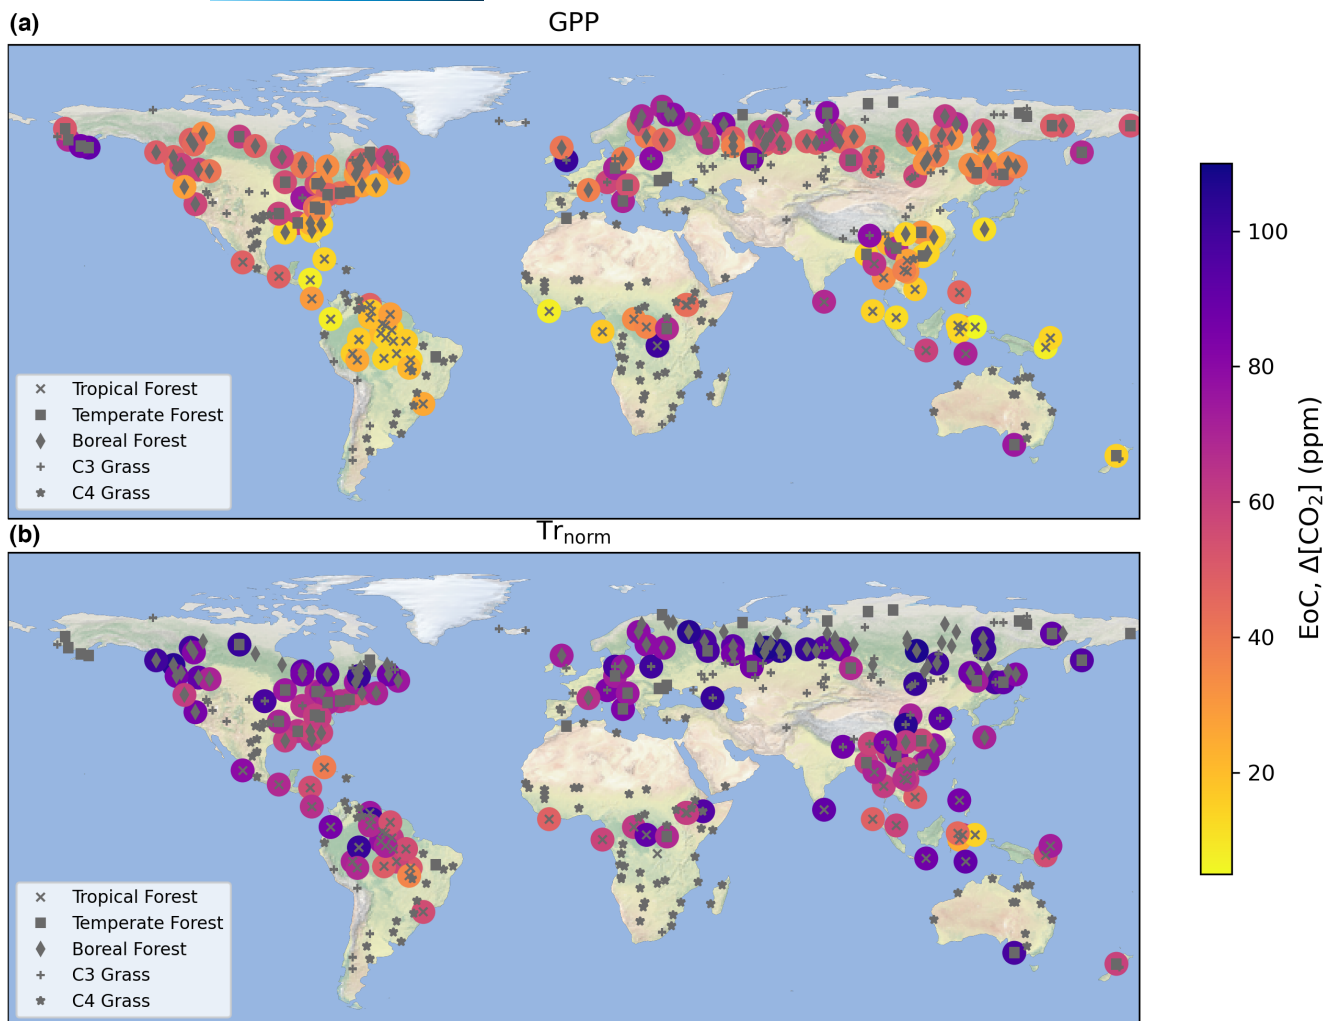 (a)
GPP
Tropical Forest
Temperate Forest
Boreal Forest
C3 Grass
C4 Grass
(b)
Tr_norm
Tropical Forest
Temperate Forest
Boreal Forest
C3 Grass
C4 Grass
100
80
60
40
20
EoC, Δ[CO₂] (ppm)